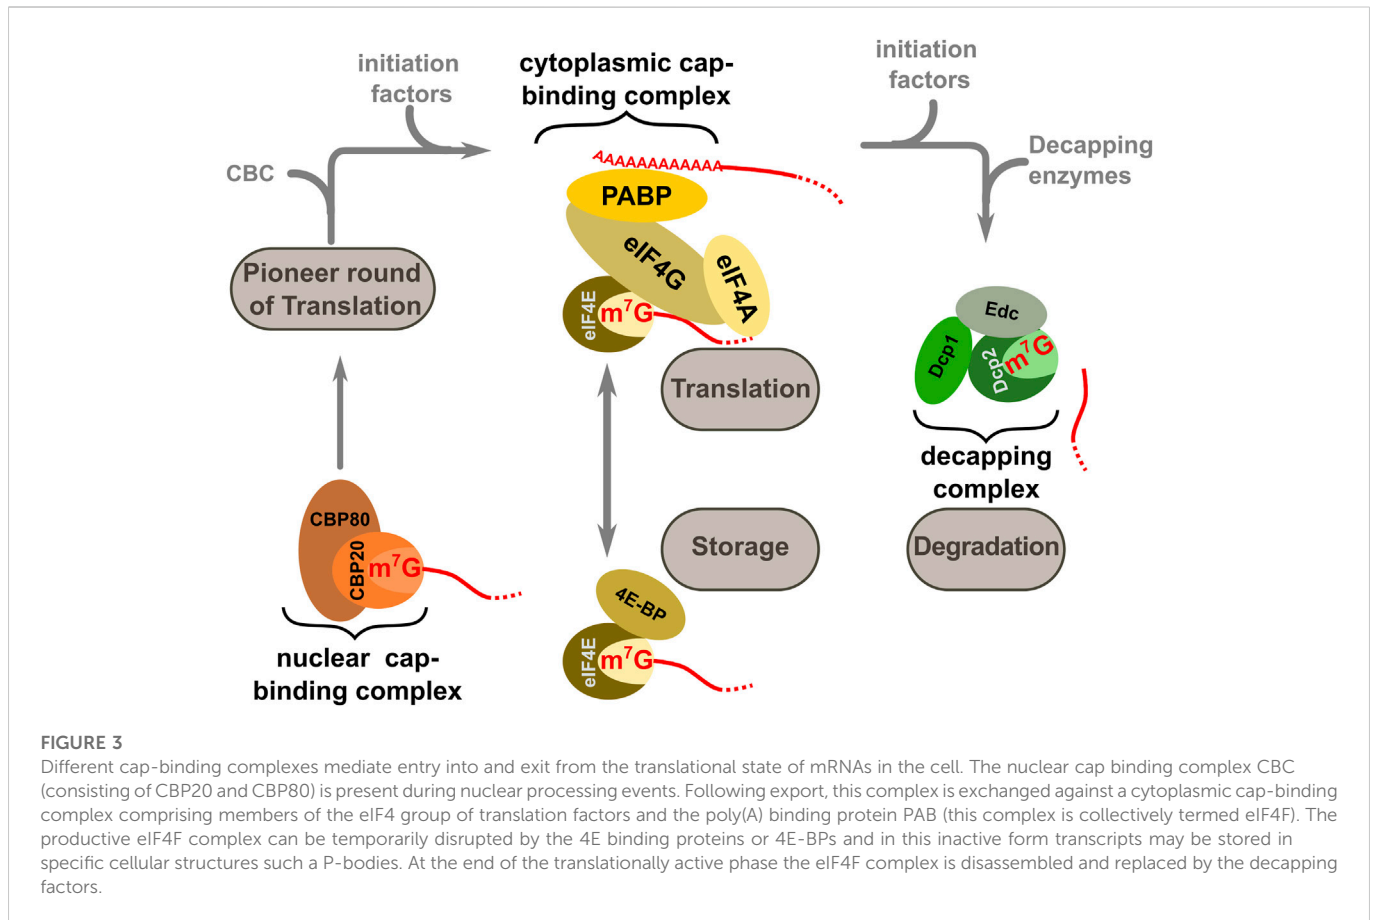 initiation
factors
cytoplasmic cap-
binding complex
initiation
factors
CBC
AAAAAAAAAAAA
Decapping
enzymes
PABP
eIF4G
eIF4A
Pioneer round
of Translation
eIF4E
m⁷G
Edc
Dcp1
Dcp2
m⁷G
Translation
decapping
complex
CBP80
CBP20
m⁷G
Storage
Degradation
4E-BP
eIF4E
m⁷G
nuclear cap-
binding complex
FIGURE 3
Different cap-binding complexes mediate entry into and exit from the translational state of mRNAs in the cell. The nuclear cap binding complex CBC
(consisting of CBP20 and CBP80) is present during nuclear processing events. Following export, this complex is exchanged against a cytoplasmic cap-binding
complex comprising members of the eIF4 group of translation factors and the poly(A) binding protein PAB (this complex is collectively termed eIF4F). The
productive eIF4F complex can be temporarily disrupted by the 4E binding proteins or 4E-BPs and in this inactive form transcripts may be stored in
specific cellular structures such a P-bodies. At the end of the translationally active phase the eIF4F complex is disassembled and replaced by the decapping
factors.